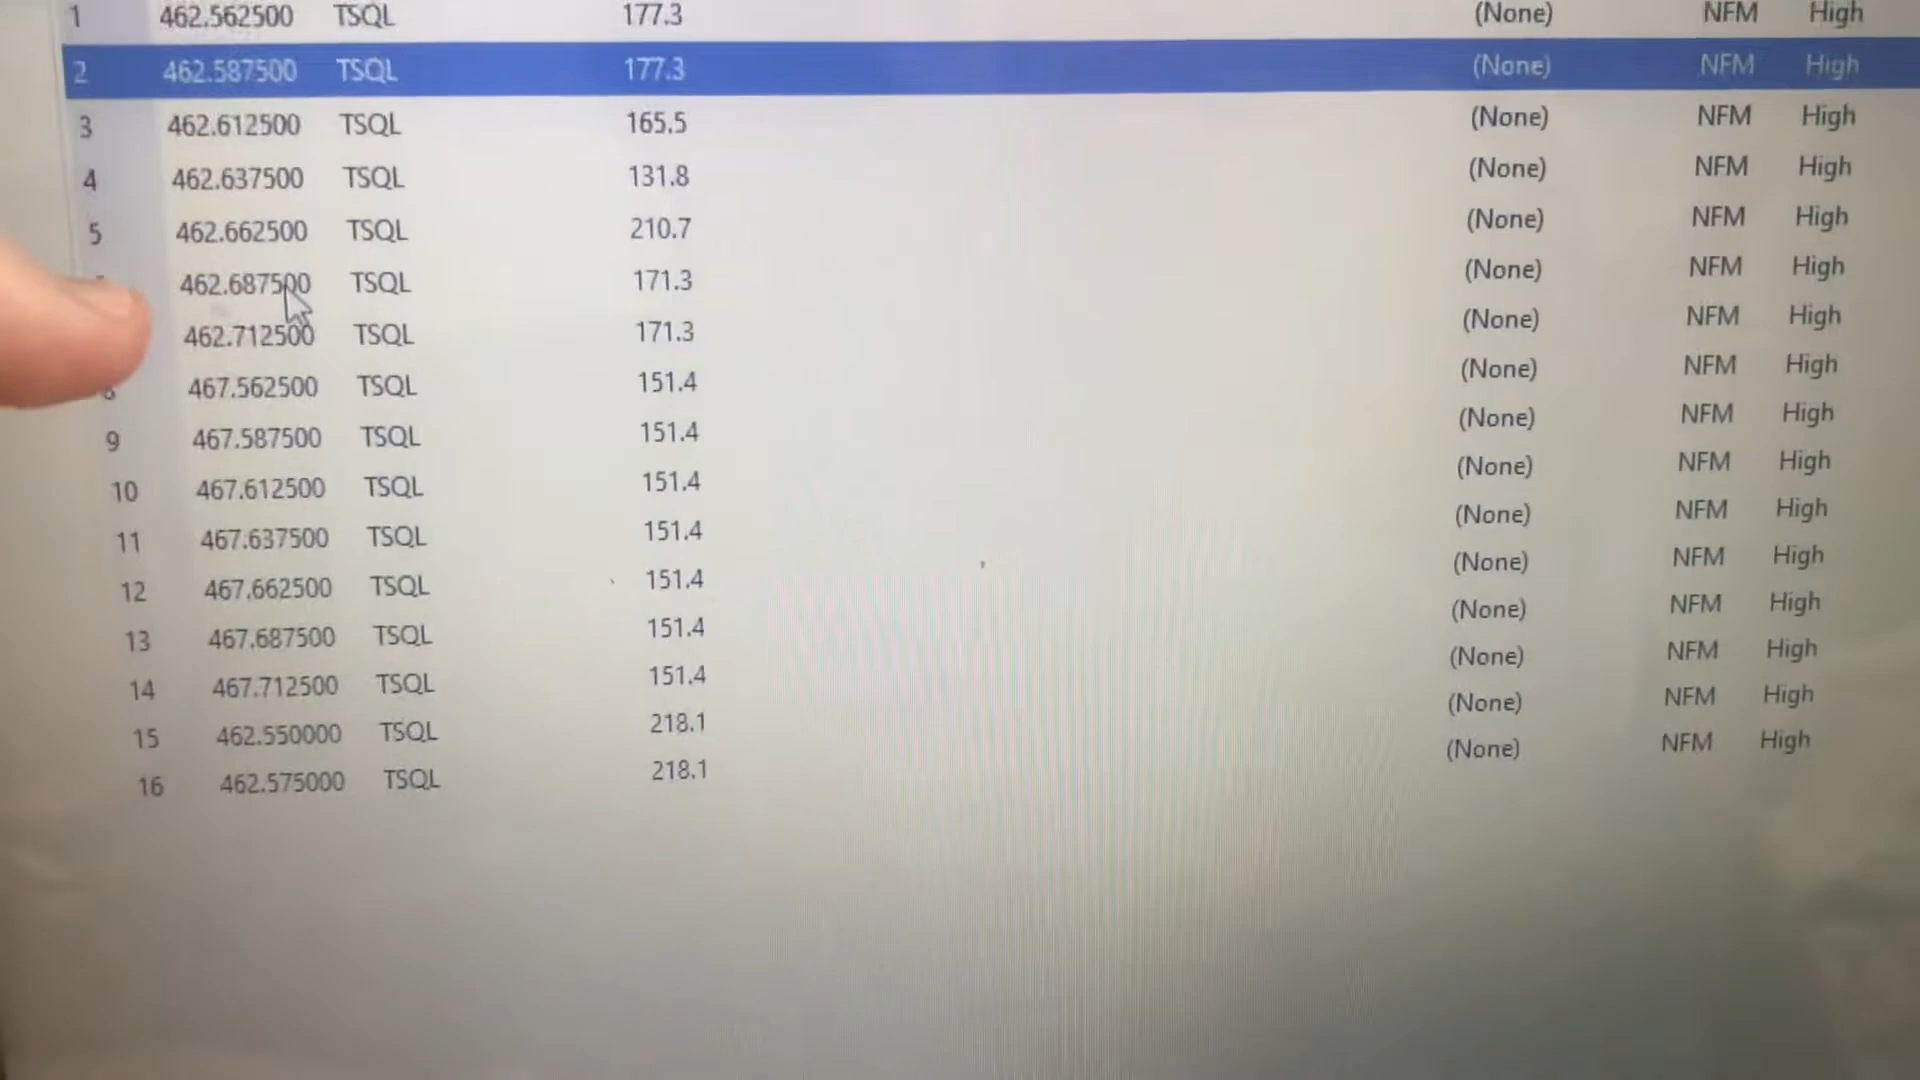 1 462.562500 TSQL 177.3 (None) NFM High
2 462.587500 TSQL 177.3 (None) NFM High
3 462.612500 TSQL 165.5 (None) NFM High
4 462.637500 TSQL 131.8 (None) NFM High
5 462.662500 TSQL 210.7 (None) NFM High
462.687500 TSQL 171.3 (None) NFM High
462.712500 TSQL 171.3 (None) NFM High
8 467.562500 TSQL 151.4 (None) NFM High
9 467.587500 TSQL 151.4 (None) NFM High
10 467.612500 TSQL 151.4 (None) NFM High
11 467.637500 TSQL 151.4 (None) NFM High
12 467.662500 TSQL 151.4 (None) NFM High
13 467.687500 TSQL 151.4 (None) NFM High
14 467.712500 TSQL 151.4 (None) NFM High
15 462.550000 TSQL 218.1 (None) NFM High
16 462.575000 TSQL 218.1 (None) NFM High